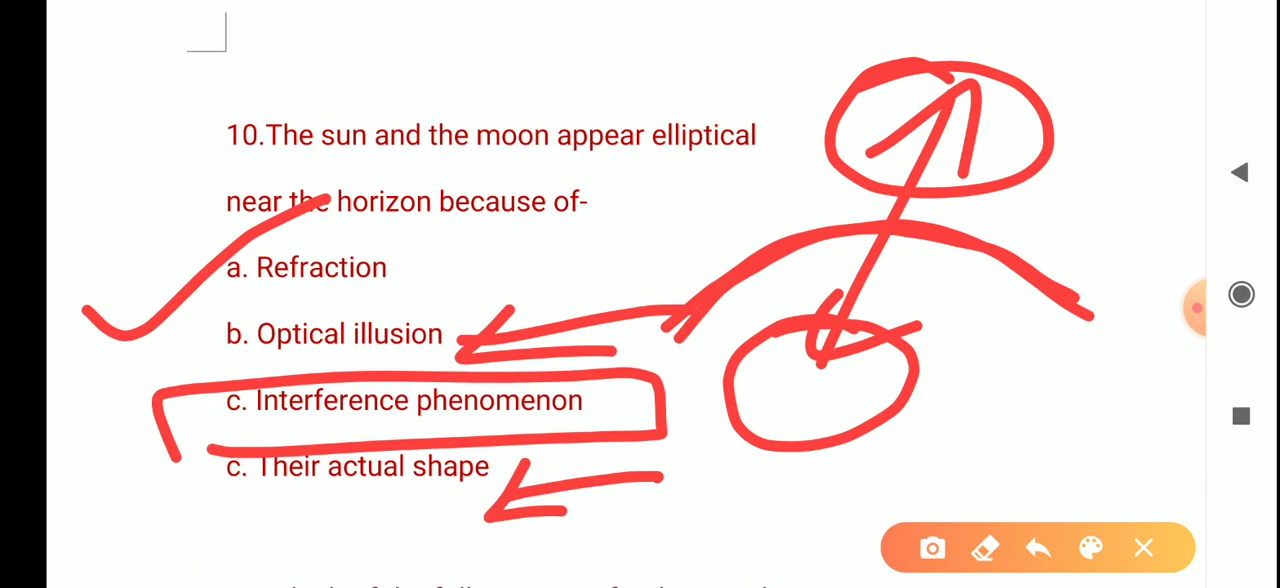 10.The sun and the moon appear elliptical
near the horizon because of-
a. Refraction
b. Optical illusion
c. Interference phenomenon
c. Their actual shape